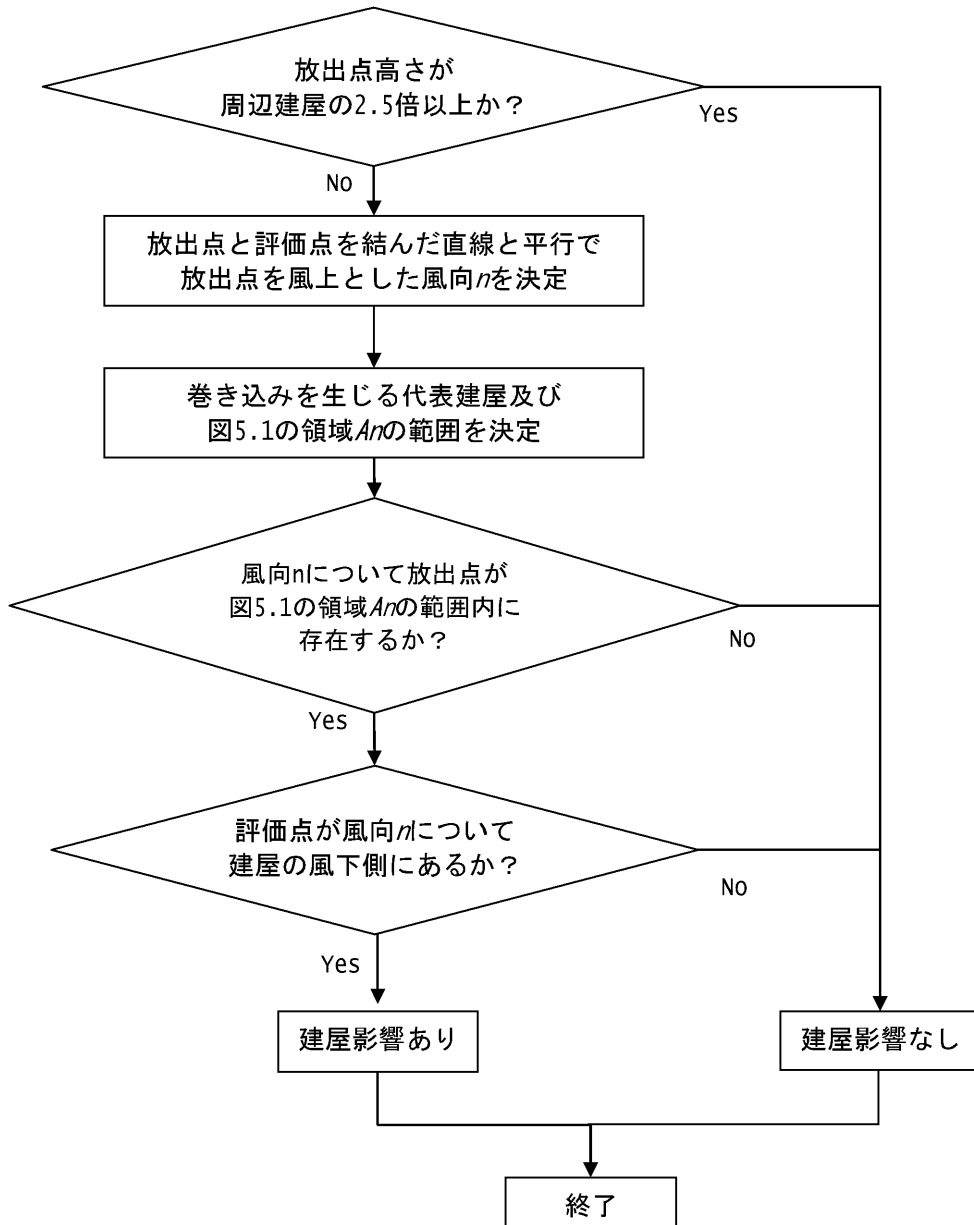 放出点高さが
周辺建屋の2.5倍以上か？
Yes
No
放出点と評価点を結んだ直線と平行で
放出点を風上とした風向nを決定
巻き込みを生じる代表建屋及び
図5.1の領域Anの範囲を決定
風向nについて放出点が
図5.1の領域Anの範囲内に
存在するか？
No
Yes
評価点が風向nについて
建屋の風下側にあるか？
No
Yes
建屋影響あり
建屋影響なし
終了